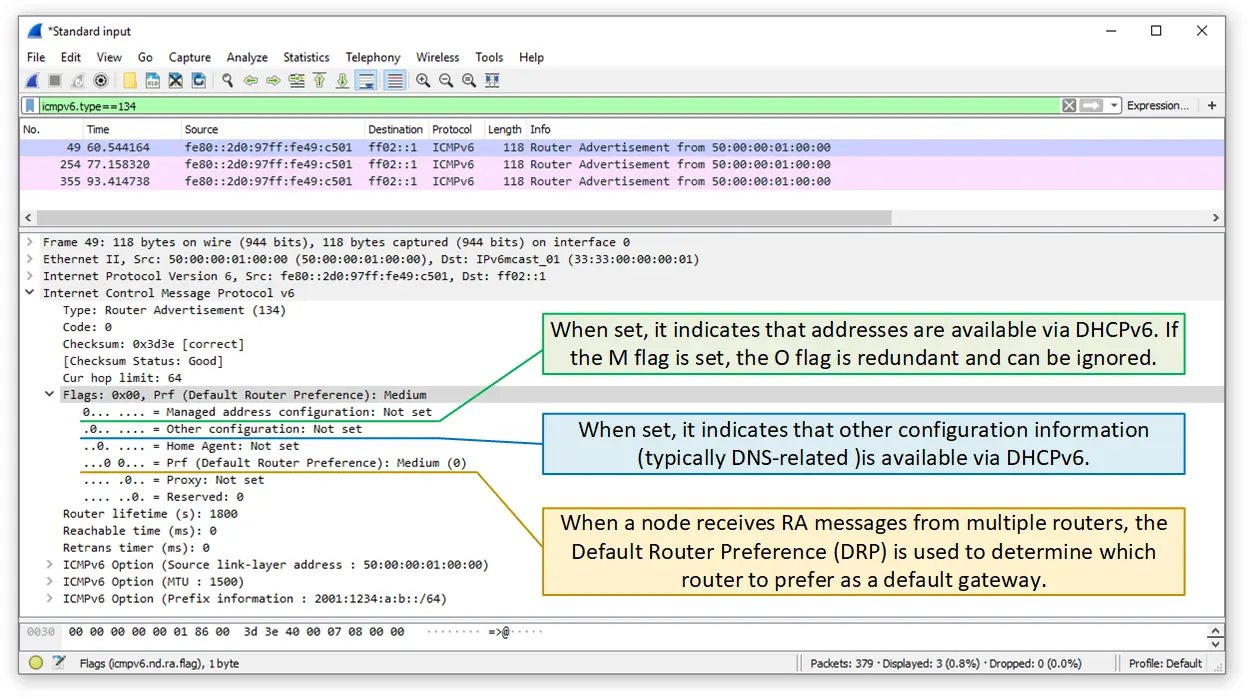 *Standard input
File Edit View Go Capture Analyze Statistics Telephony Wireless Tools Help
icmpv6.type==134
Expression... +
No. Time Source Destination Protocol Length Info
49 60.544164 fe80::2d0:97ff:fe49:c501 ff02::1 ICMPv6 118 Router Advertisement from 50:00:00:01:00:00
254 77.158320 fe80::2d0:97ff:fe49:c501 ff02::1 ICMPv6 118 Router Advertisement from 50:00:00:01:00:00
355 93.414738 fe80::2d0:97ff:fe49:c501 ff02::1 ICMPv6 118 Router Advertisement from 50:00:00:01:00:00
Frame 49: 118 bytes on wire (944 bits), 118 bytes captured (944 bits) on interface 0
Ethernet II, Src: 50:00:00:01:00:00 (50:00:00:01:00:00), Dst: IPv6mcast_01 (33:33:00:00:00:01)
Internet Protocol Version 6, Src: fe80::2d0:97ff:fe49:c501, Dst: ff02::1
Internet Control Message Protocol v6
Type: Router Advertisement (134)
Code: 0
Checksum: 0x3d3e [correct]
[Checksum Status: Good]
Cur hop limit: 64
Flags: 0x00, Prf (Default Router Preference): Medium
0... .... = Managed address configuration: Not set
.0.. .... = Other configuration: Not set
..0. .... = Home Agent: Not set
...0 0... = Prf (Default Router Preference): Medium (0)
.... .0.. = Proxy: Not set
.... ..0. = Reserved: 0
Router lifetime (s): 1800
Reachable time (ms): 0
Retrans timer (ms): 0
ICMPv6 Option (Source link-layer address : 50:00:00:01:00:00)
ICMPv6 Option (MTU : 1500)
ICMPv6 Option (Prefix information : 2001:1234:a:b::/64)
When set, it indicates that addresses are available via DHCPv6. If
the M flag is set, the O flag is redundant and can be ignored.
When set, it indicates that other configuration information
(typically DNS-related )is available via DHCPv6.
When a node receives RA messages from multiple routers, the
Default Router Preference (DRP) is used to determine which
router to prefer as a default gateway.
0030 00 00 00 00 00 01 86 00 3d 3e 40 00 07 08 00 00 ········ =>@·····
Flags (icmpv6.nd.ra.flag), 1 byte
Packets: 379 · Displayed: 3 (0.8%) · Dropped: 0 (0.0%)
Profile: Default